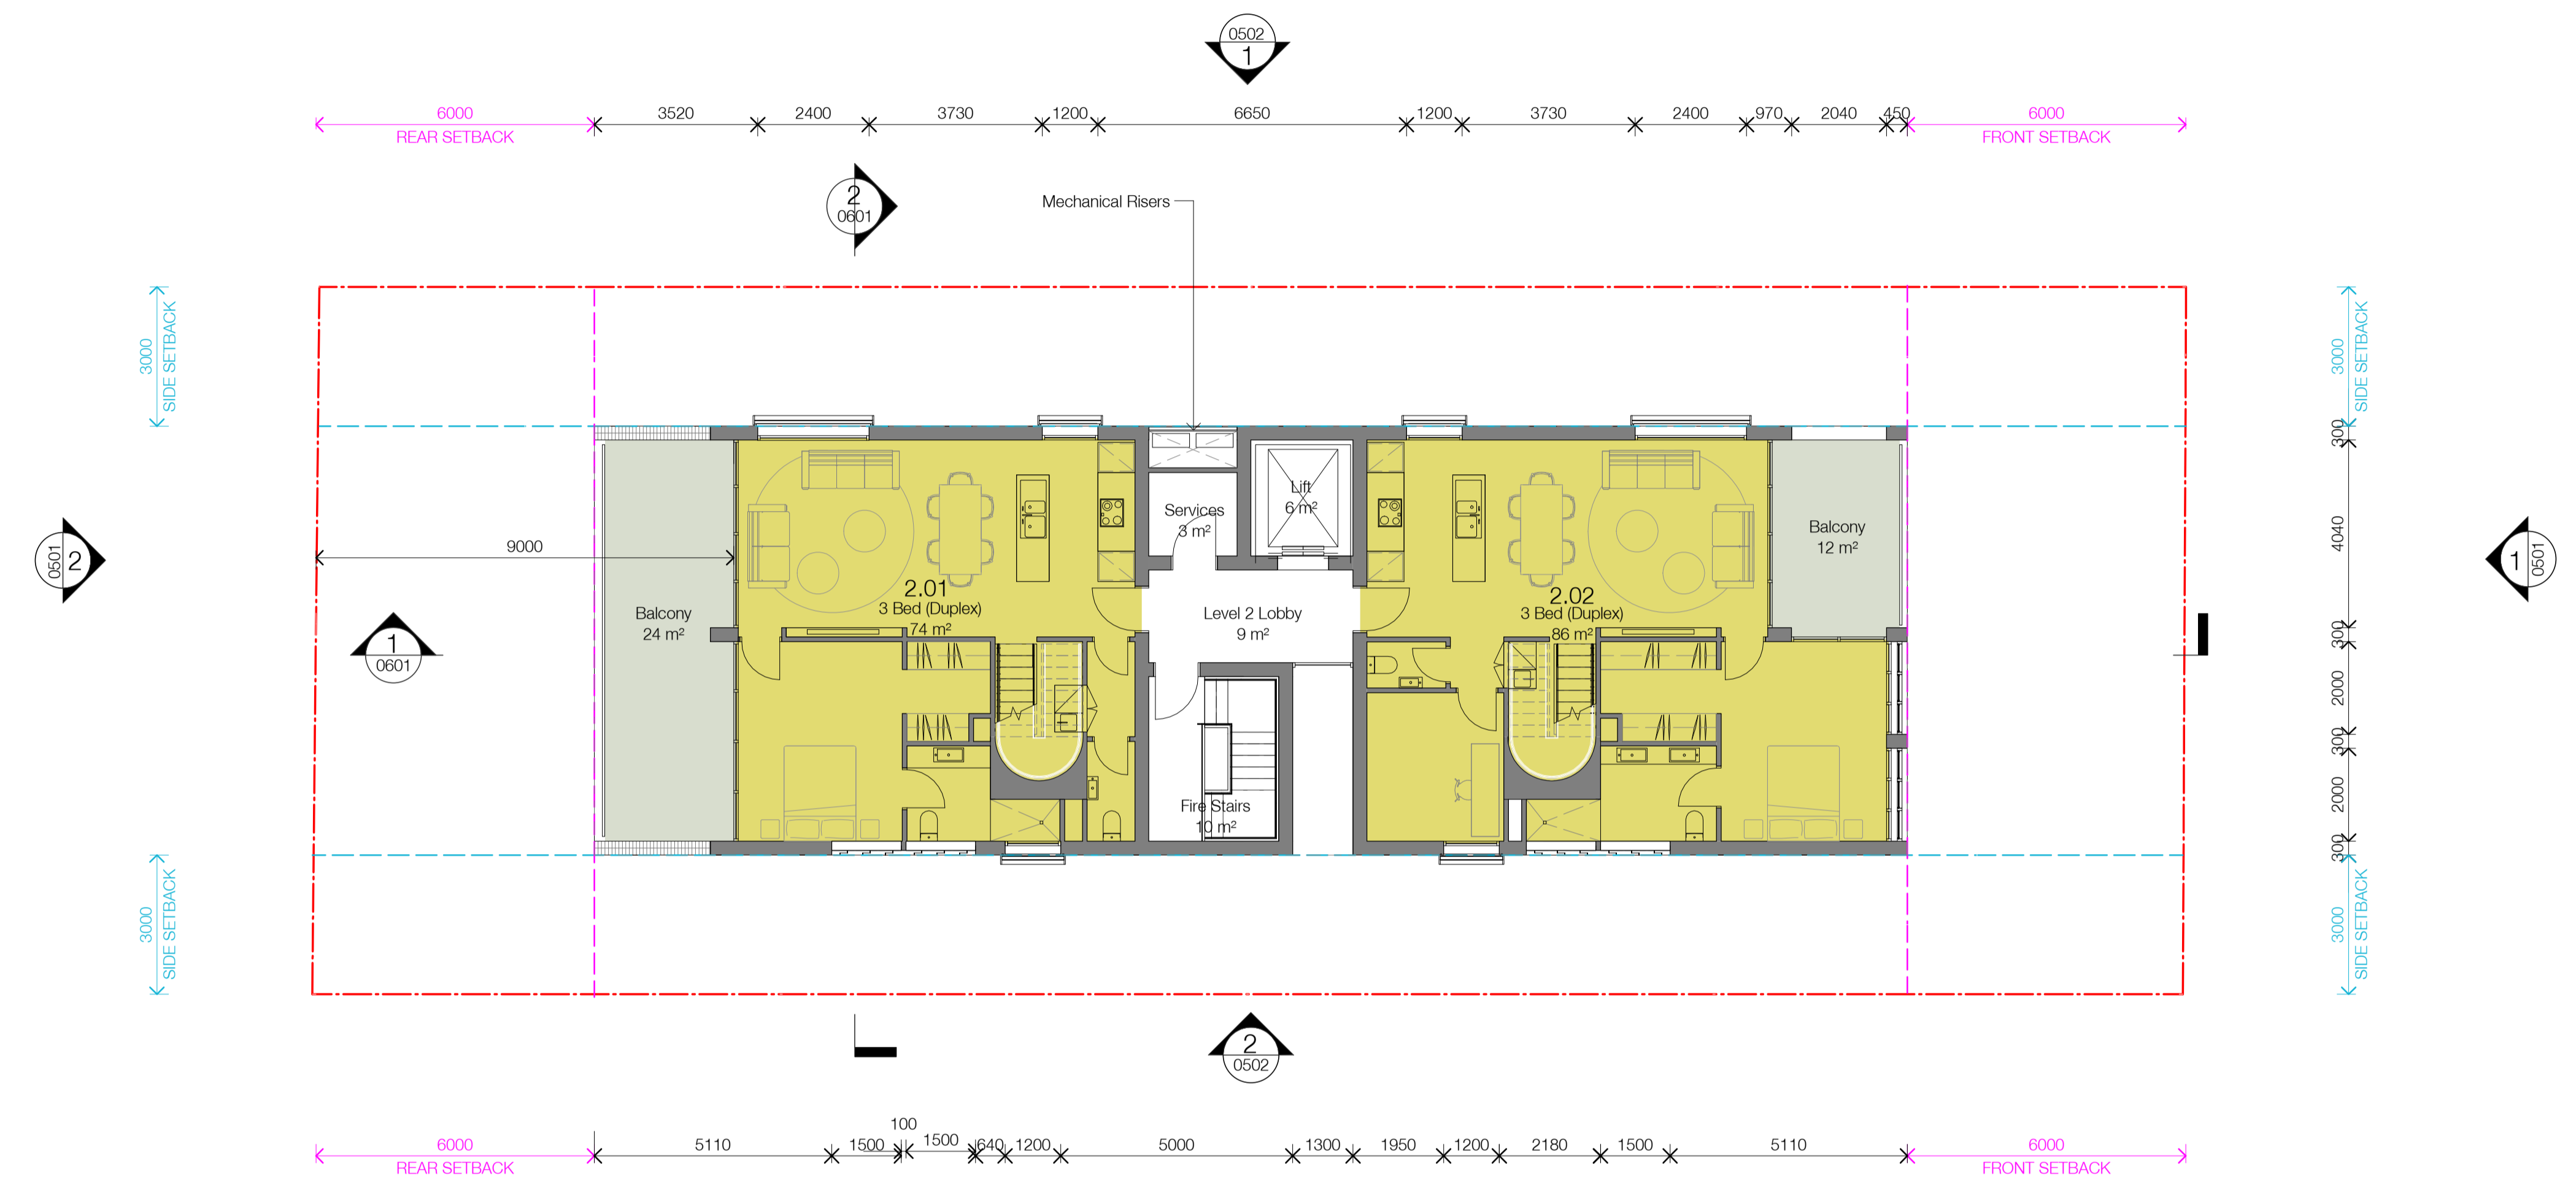 0502
1
6000
REAR SETBACK
3520
2400
3730
1200
6650
1200
3730
2400
970
2040
450
6000
FRONT SETBACK
2
0601
Mechanical Risers
3000
SIDE SETBACK
3000
SIDE SETBACK
300
4040
300
2000
300
2000
300
Lift
6 m²
Services
3 m²
Balcony
12 m²
0501
2
9000
1
0501
2.01
3 Bed (Duplex)
74 m²
2.02
3 Bed (Duplex)
86 m²
Balcony
24 m²
Level 2 Lobby
9 m²
1
0601
Fire Stairs
10 m²
3000
SIDE SETBACK
3000
SIDE SETBACK
2
0502
6000
REAR SETBACK
5110
1500
100
1500
640
1200
5000
1300
1950
1200
2180
1500
5110
6000
FRONT SETBACK